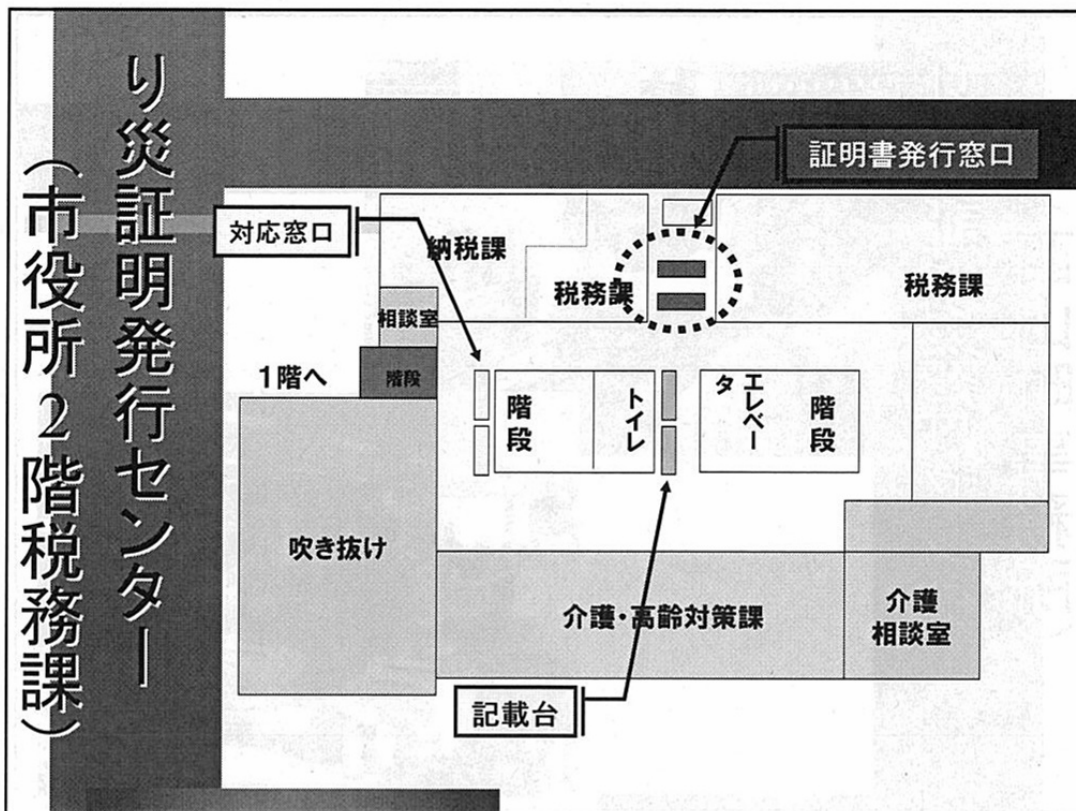 り災証明発行センター
（市役所２階税務課）
証明書発行窓口
対応窓口
納税課
税務課
税務課
相談室
1階へ
階段
階段
トイレ
エレベータ
階段
吹き抜け
介護・高齢対策課
介護
相談室
記載台